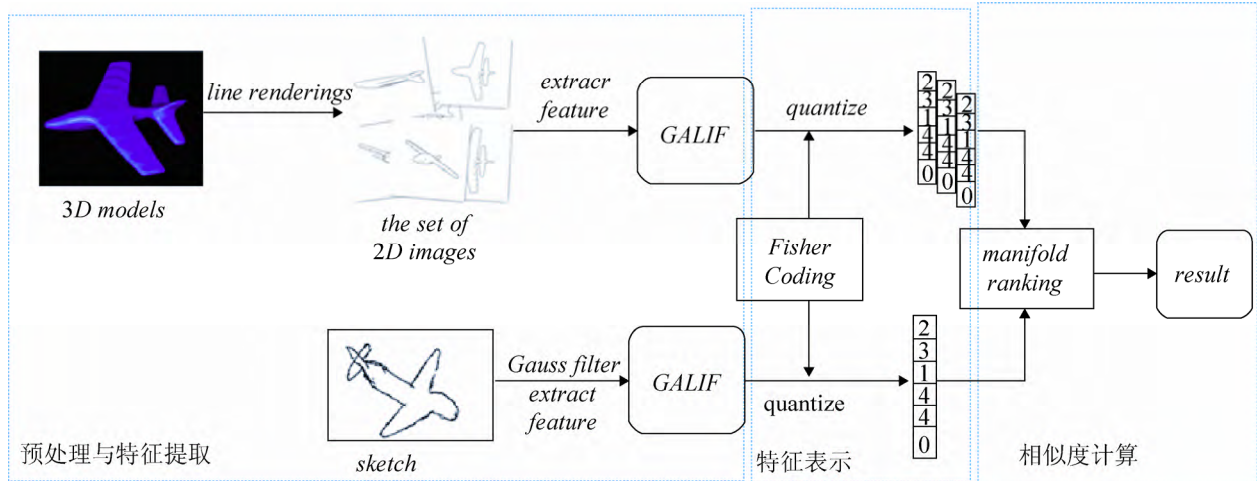 line renderings
3D models
the set of
2D images
extracr
feature
GALIF
quantize
2
3
1
4
4
0
2
3
1
4
4
0
2
3
1
4
4
0
Fisher
Coding
manifold
ranking
result
sketch
Gauss filter
extract
feature
GALIF
quantize
2
3
1
4
4
0
预处理与特征提取
特征表示
相似度计算